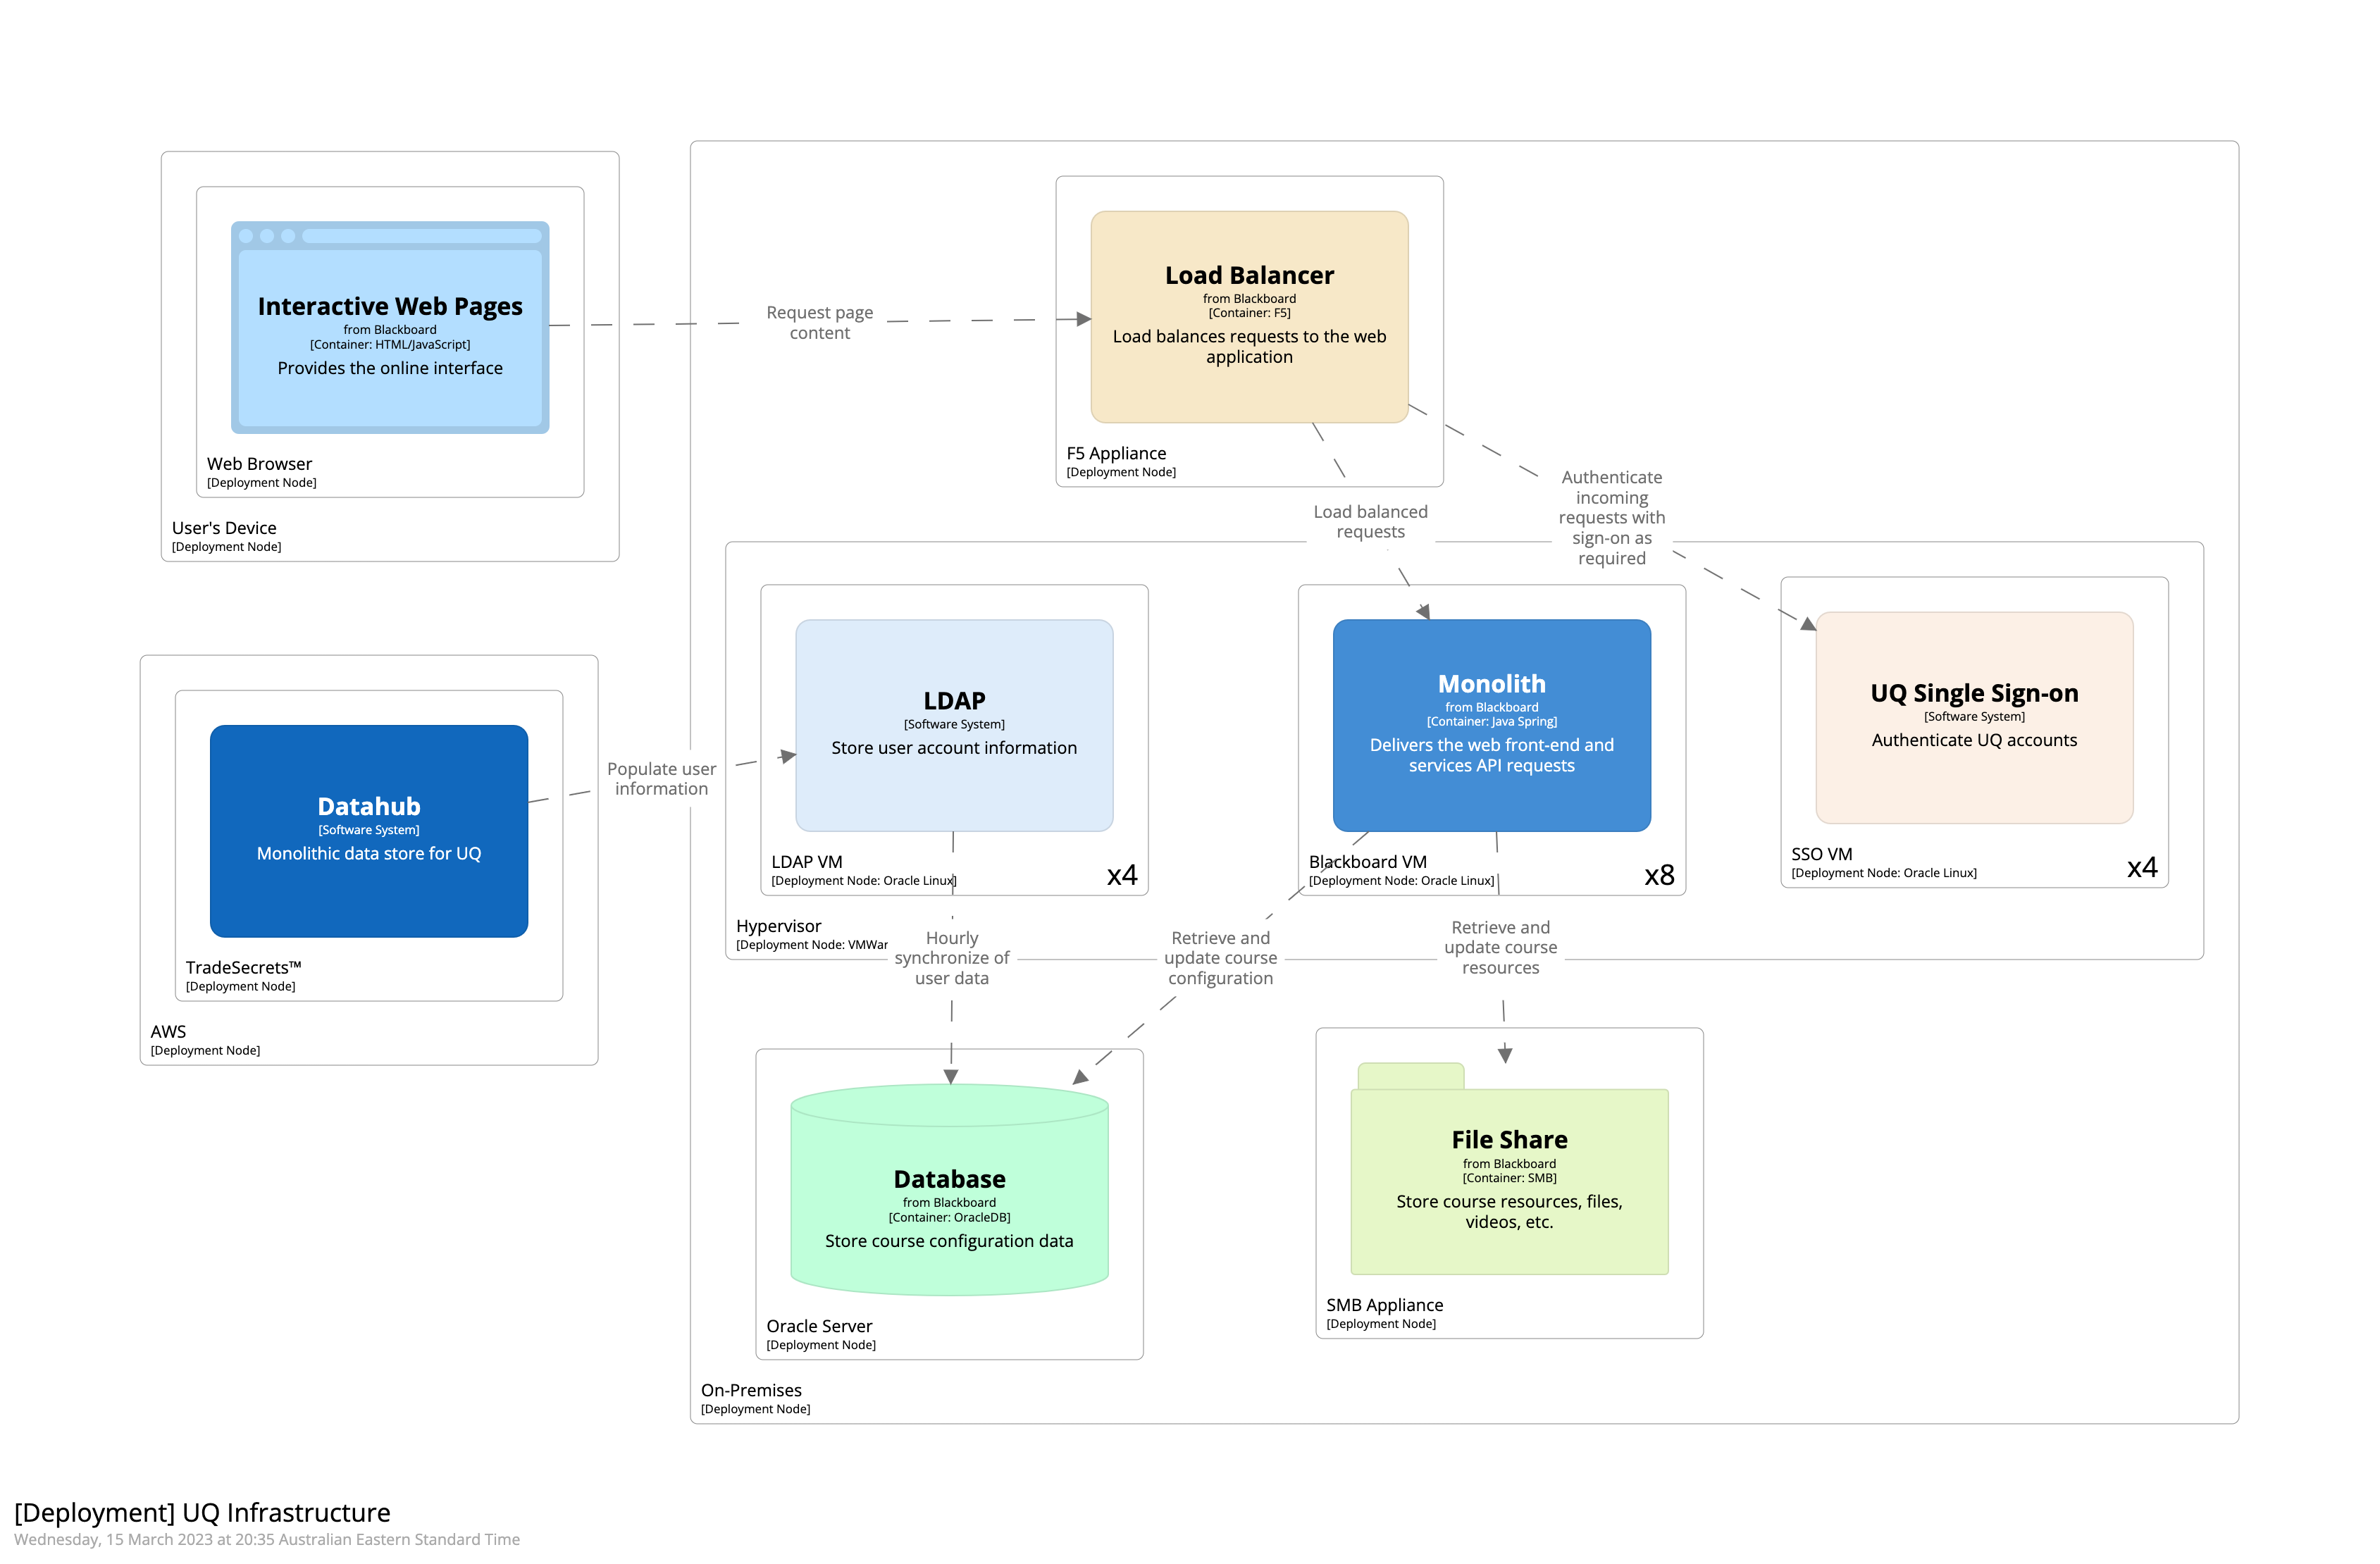 Interactive Web Pages
from Blackboard
[Container: HTML/JavaScript]
Provides the online interface
Web Browser
[Deployment Node]
User's Device
[Deployment Node]
Request page
content
Load Balancer
from Blackboard
[Container: F5]
Load balances requests to the web
application
F5 Appliance
[Deployment Node]
Load balanced
requests
Authenticate
incoming
requests with
sign-on as
required
Datahub
[Software System]
Monolithic data store for UQ
TradeSecrets™
[Deployment Node]
AWS
[Deployment Node]
Populate user
information
LDAP
[Software System]
Store user account information
LDAP VM
[Deployment Node: Oracle Linux]
x4
Monolith
from Blackboard
[Container: Java Spring]
Delivers the web front-end and
services API requests
Blackboard VM
[Deployment Node: Oracle Linux]
x8
UQ Single Sign-on
[Software System]
Authenticate UQ accounts
SSO VM
[Deployment Node: Oracle Linux]
x4
Hypervisor
[Deployment Node: VMWar
Hourly
synchronize of
user data
Retrieve and
update course
configuration
Retrieve and
update course
resources
Database
from Blackboard
[Container: OracleDB]
Store course configuration data
Oracle Server
[Deployment Node]
File Share
from Blackboard
[Container: SMB]
Store course resources, files,
videos, etc.
SMB Appliance
[Deployment Node]
On-Premises
[Deployment Node]
[Deployment] UQ Infrastructure
Wednesday, 15 March 2023 at 20:35 Australian Eastern Standard Time